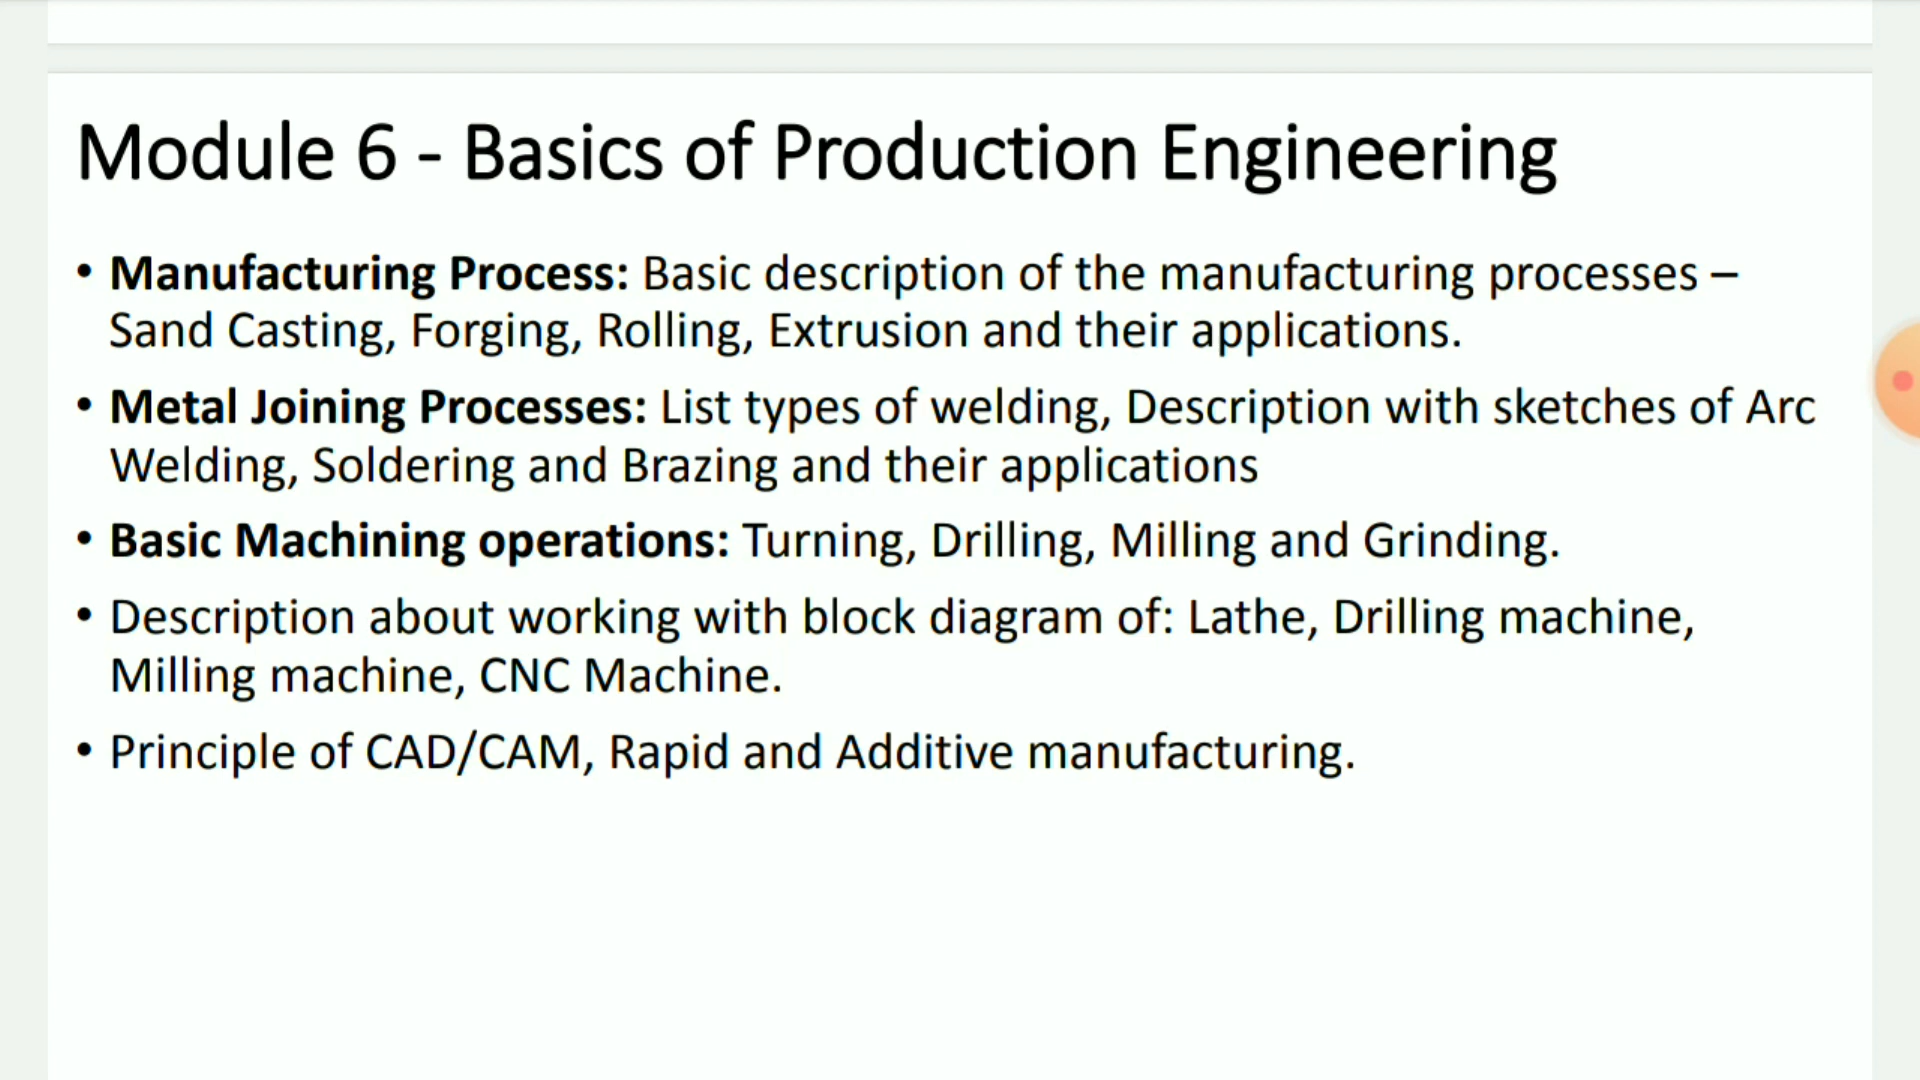 Module 6 - Basics of Production Engineering
• Manufacturing Process: Basic description of the manufacturing processes –
Sand Casting, Forging, Rolling, Extrusion and their applications.
• Metal Joining Processes: List types of welding, Description with sketches of Arc
Welding, Soldering and Brazing and their applications
• Basic Machining operations: Turning, Drilling, Milling and Grinding.
• Description about working with block diagram of: Lathe, Drilling machine,
Milling machine, CNC Machine.
• Principle of CAD/CAM, Rapid and Additive manufacturing.